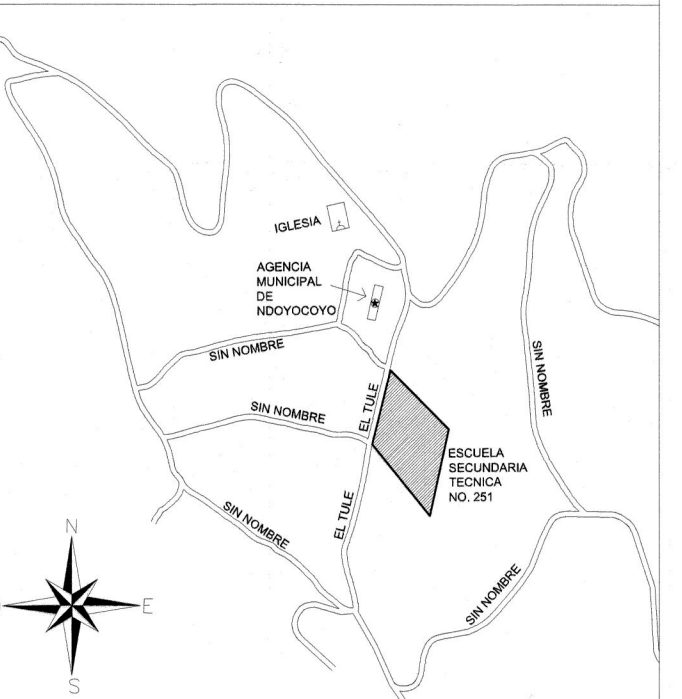 IGLESIA
AGENCIA
MUNICIPAL
DE
NDOYOCOYO
SIN NOMBRE
SIN NOMBRE
EL TULE
SIN NOMBRE
ESCUELA
SECUNDARIA
TECNICA
NO. 251
EL TULE
SIN NOMBRE
SIN NOMBRE
N
E
S